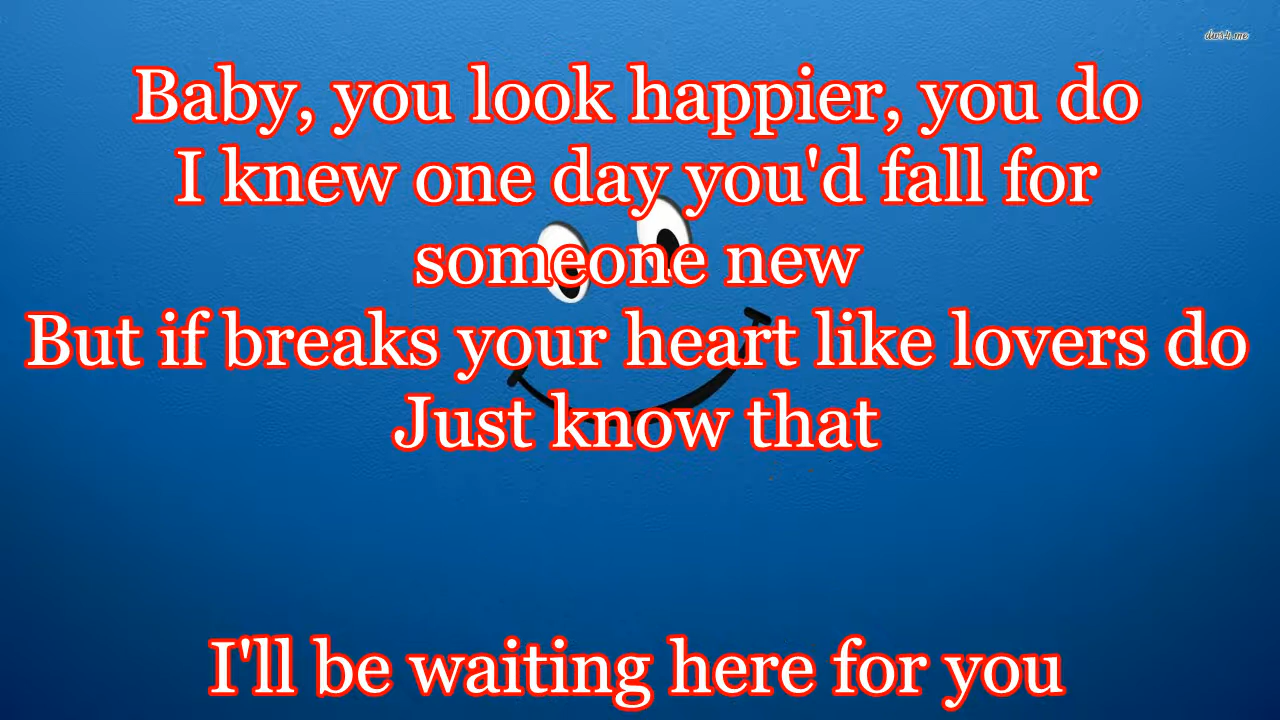 Baby, you look happier, you do
I knew one day you'd fall for
someone new
But if breaks your heart like lovers do
Just know that
I'll be waiting here for you